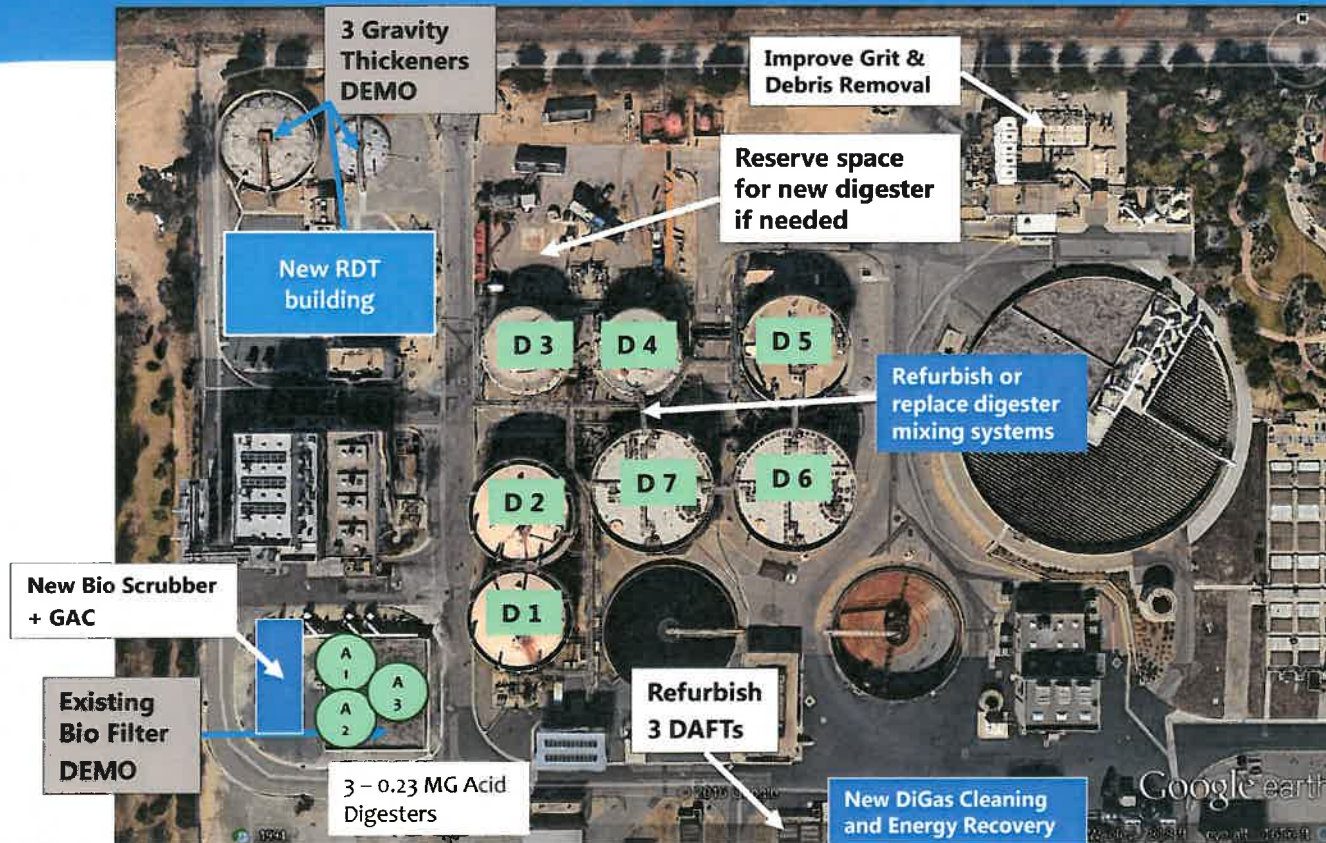 3 Gravity
Thickeners
DEMO
Improve Grit &
Debris Removal
Reserve space
for new digester
if needed
New RDT
building
D 3
D 4
D 5
Refurbish or
replace digester
mixing systems
D 2
D 7
D 6
New Bio Scrubber
+ GAC
D 1
A
1
A
2
A
3
Existing
Bio Filter
DEMO
Refurbish
3 DAFTs
3 – 0.23 MG Acid
Digesters
New DiGas Cleaning
and Energy Recovery
Google earth
1991